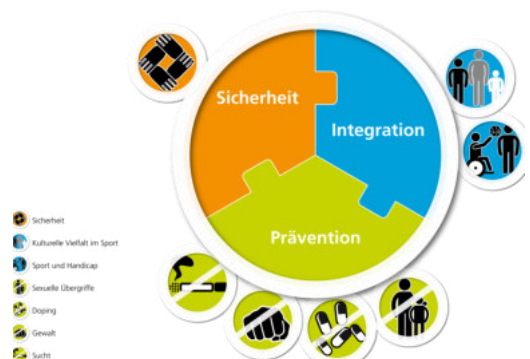 Sicherheit
Integration
Prävention
Sicherheit
Kulturelle Vielfalt im Sport
Sport und Handicap
Sexuelle Übergriffe
Doping
Gewalt
Sucht